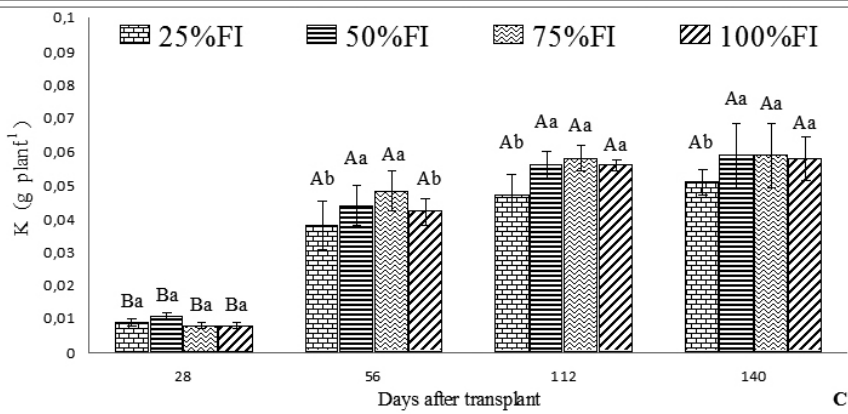 0,1
25%FI 50%FI 75%FI 100%FI
0,09
0,08
0,07
0,06
0,05
0,04
0,03
0,02
0,01
0
K (g plant-1)
Ba Ba Ba Ba
Ab Aa Aa Ab
Ab Aa Aa Aa
Ab Aa Aa Aa
28 56 112 140
Days after transplant
C